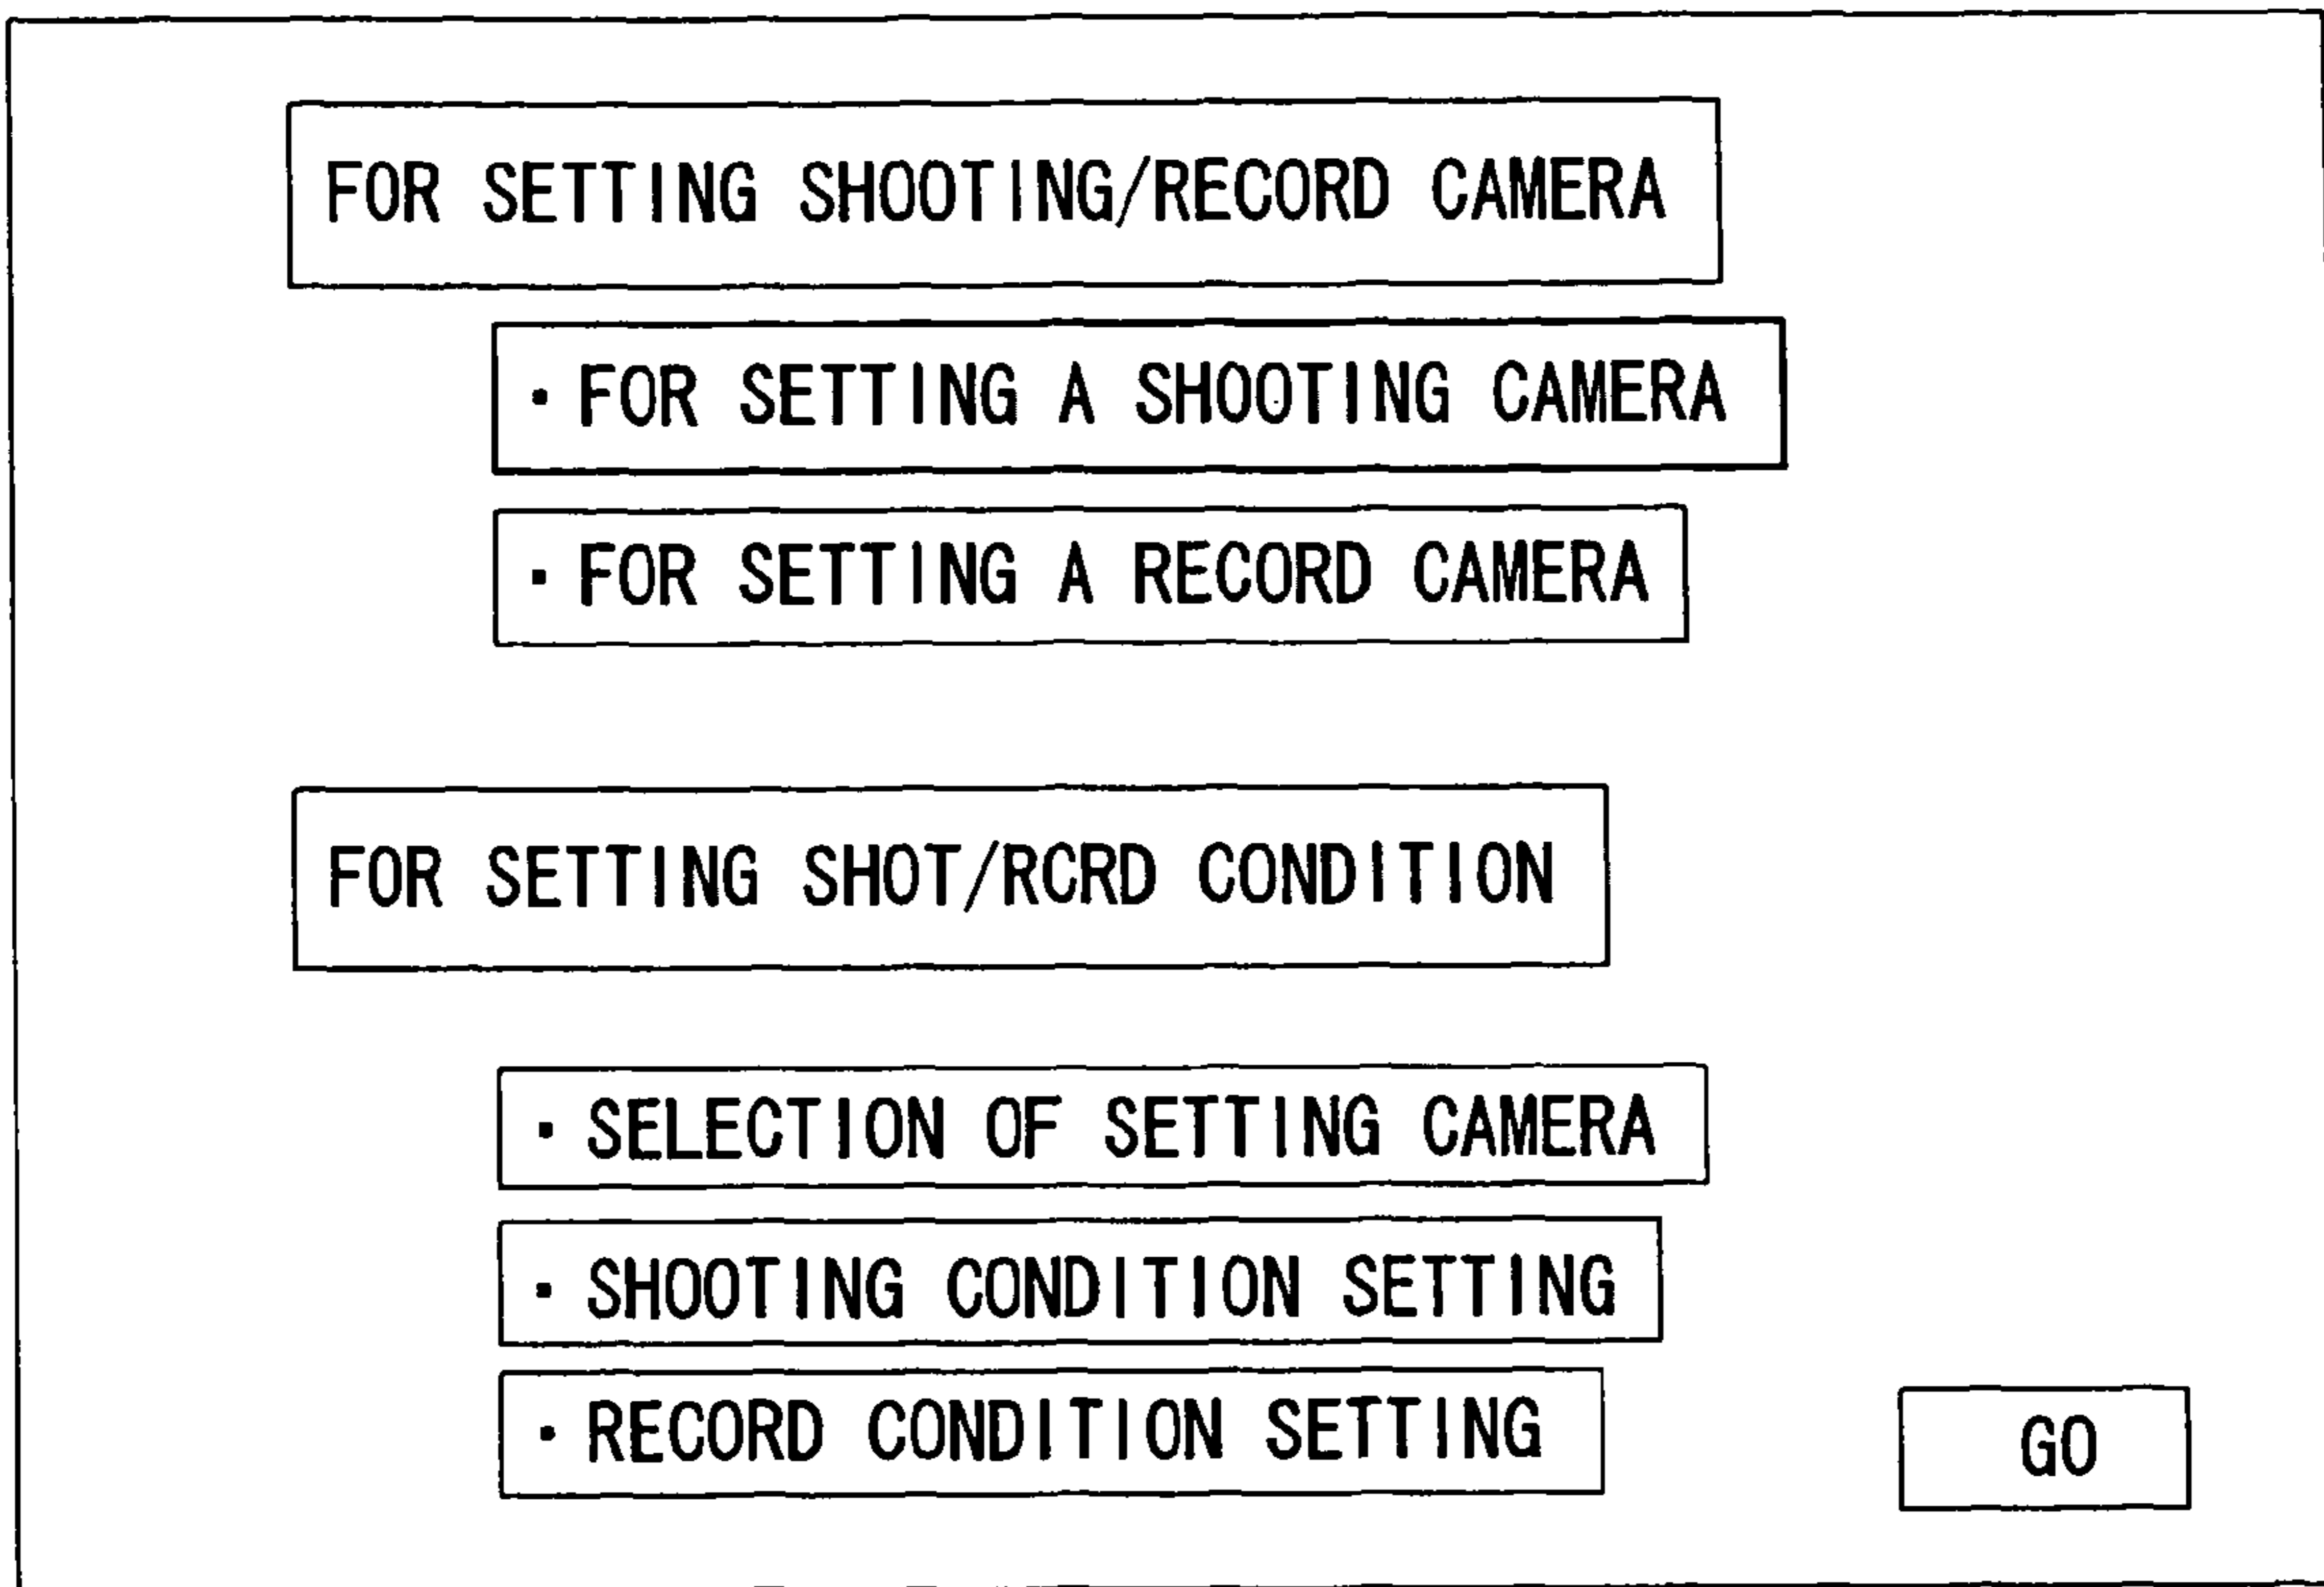 FOR SETTING SHOOTING/RECORD CAMERA
・FOR SETTING A SHOOTING CAMERA
・FOR SETTING A RECORD CAMERA
FOR SETTING SHOT/RCRD CONDITION
・SELECTION OF SETTING CAMERA
・SHOOTING CONDITION SETTING
・RECORD CONDITION SETTING
GO